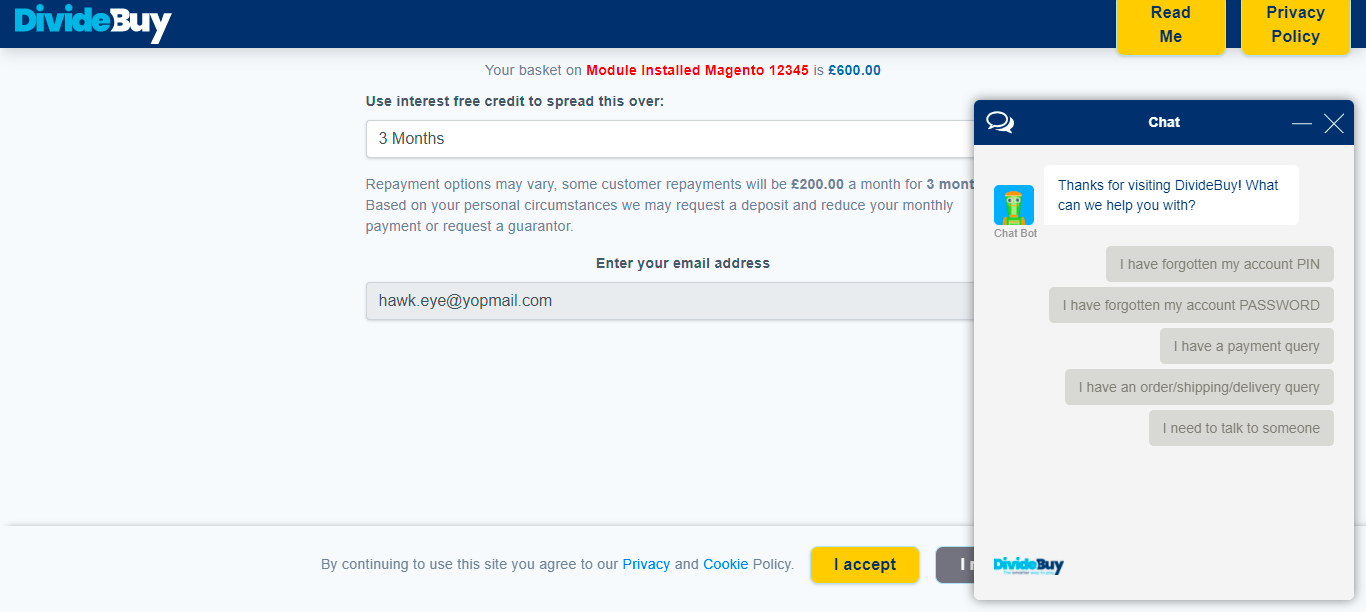 DivideBuy
Read
Me
Privacy
Policy
Your basket on Module Installed Magento 12345 is £600.00
Use interest free credit to spread this over:
3 Months
Repayment options may vary, some customer repayments will be £200.00 a month for 3
Based on your personal circumstances we may request a deposit and reduce your monthly
payment or request a guarantor.
Enter your email address
hawk.eye@yopmail.com
By continuing to use this site you agree to our Privacy and Cookie Policy.
I accept
I
Chat
Thanks for visiting DivideBuy! What
can we help you with?
Chat Bot
I have forgotten my account PIN
I have forgotten my account PASSWORD
I have a payment query
I have an order/shipping/delivery query
I need to talk to someone
DivideBuy